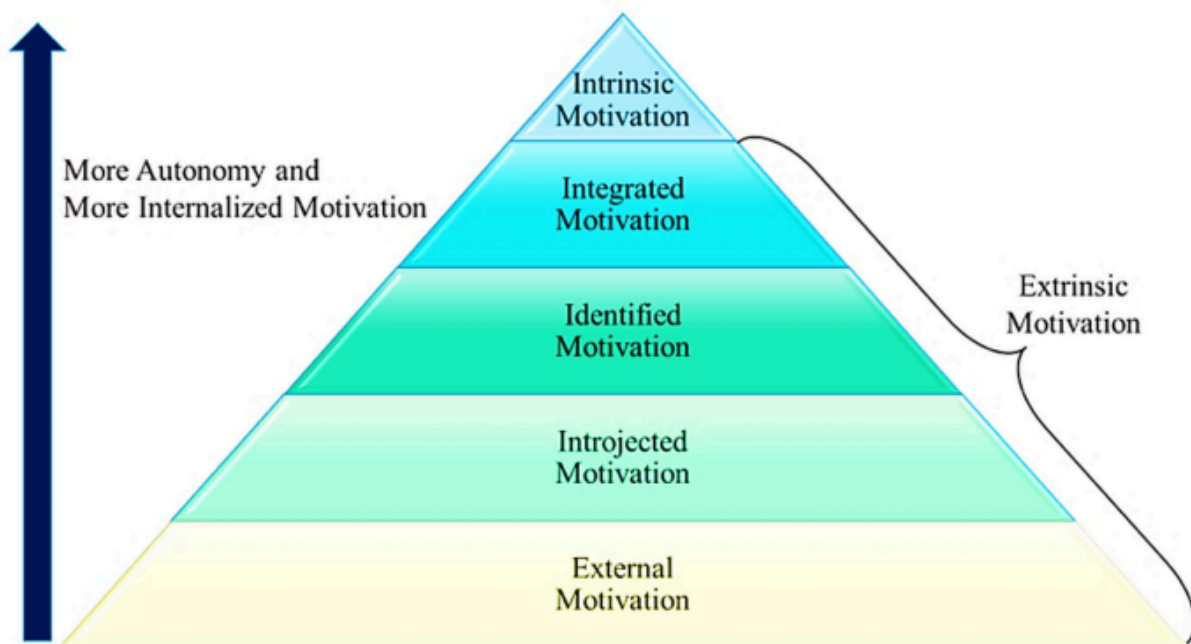 Intrinsic
Motivation
More Autonomy and
More Internalized Motivation
Integrated
Motivation
Extrinsic
Motivation
Identified
Motivation
Introjected
Motivation
External
Motivation